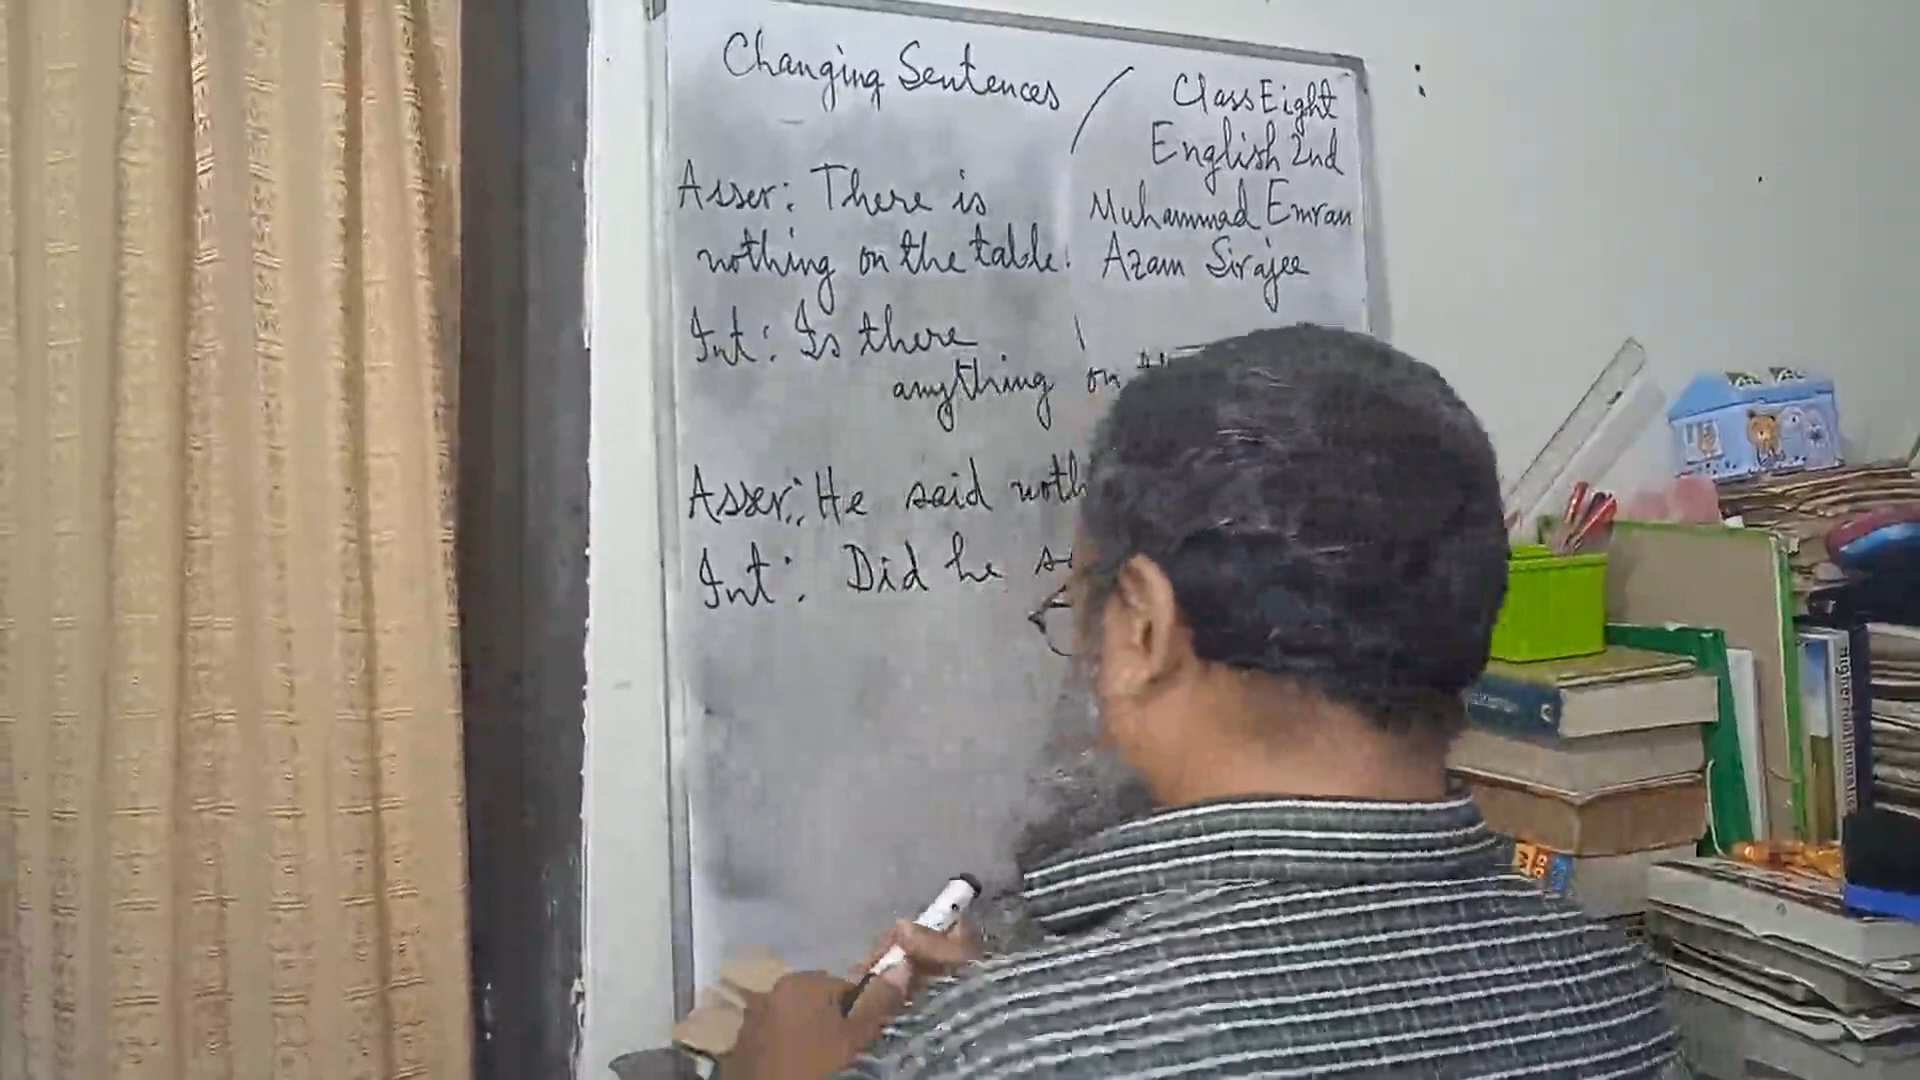 Changing Sentences
Class Eight
English 2nd
Muhammad Emran
Azam Sirajee
Asser: There is
nothing on the table.
Int: Is there
anything on
Asser: He said
Int: Did he